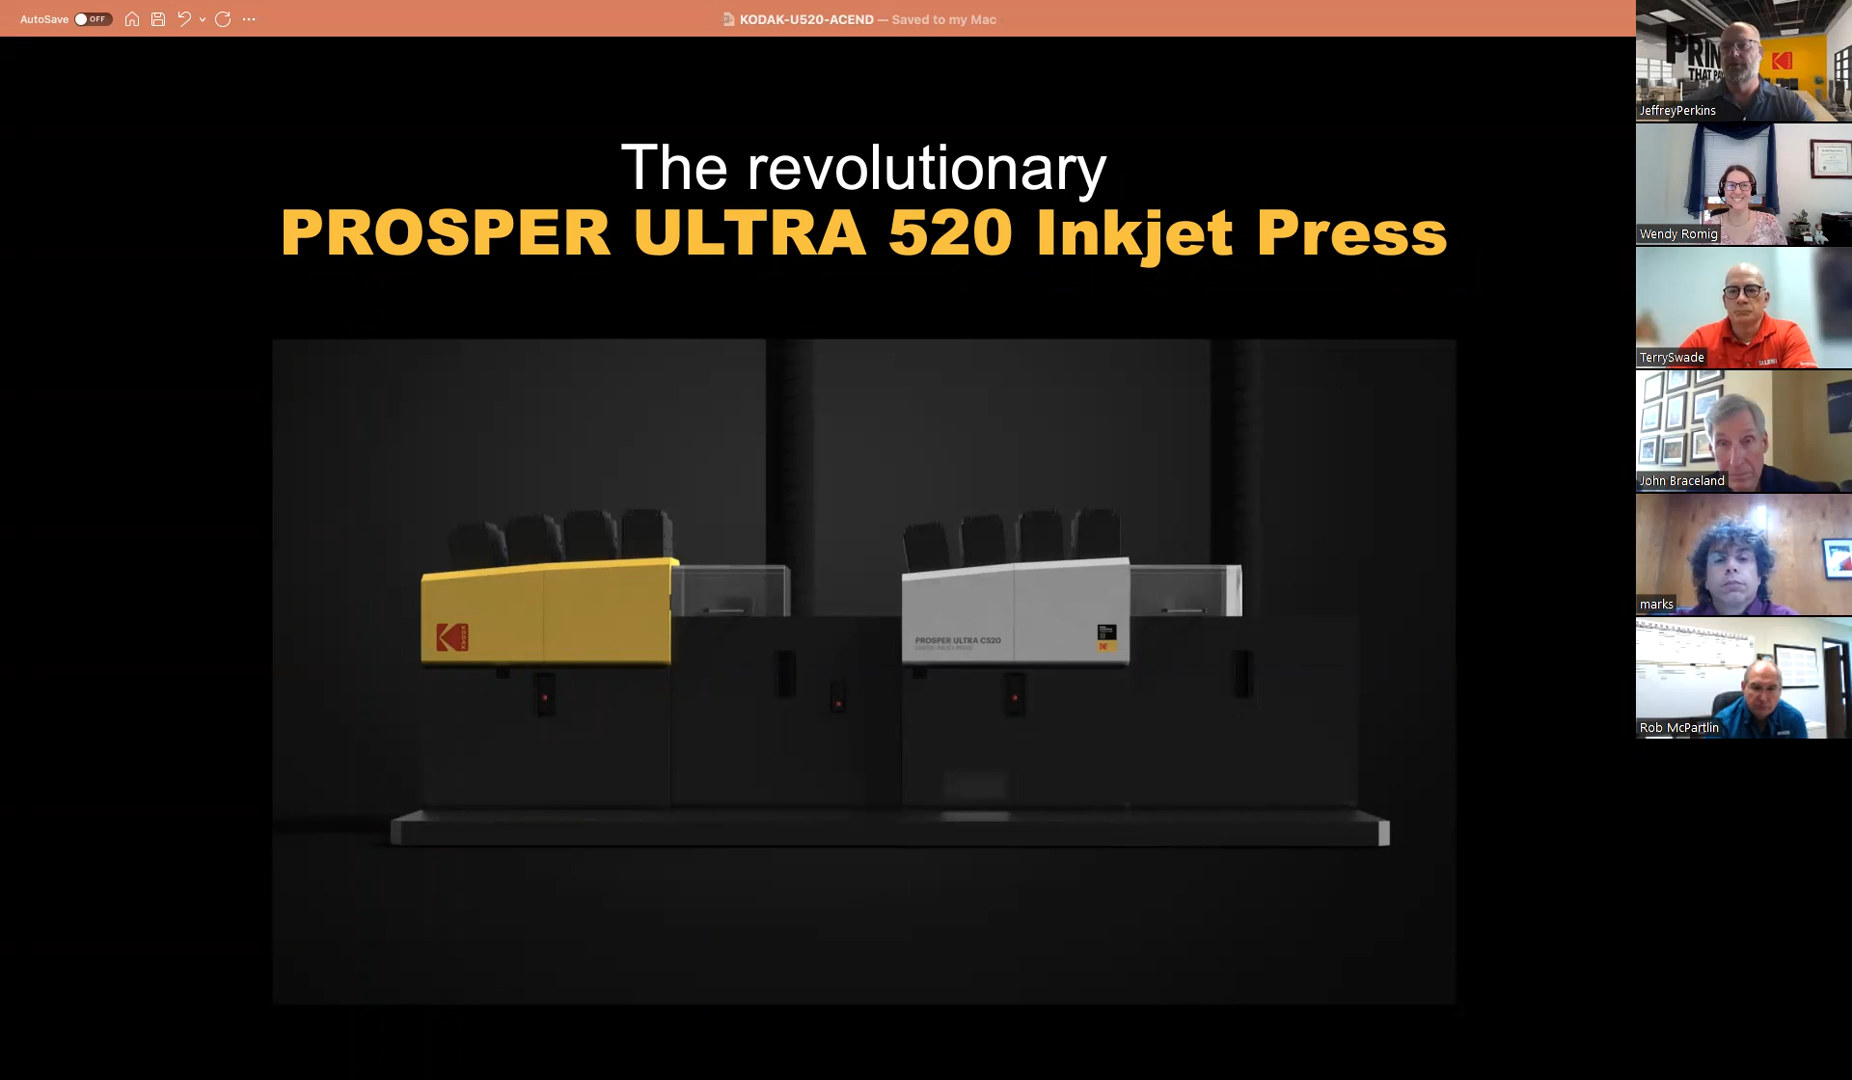 AutoSave OFF
KODAK-U520-ACEND — Saved to my Mac
The revolutionary
PROSPER ULTRA 520 Inkjet Press
KODAK
PROSPER ULTRA C520
JeffreyPerkins
Wendy Romig
TerrySwade
John Braceland
marks
Rob McPartlin